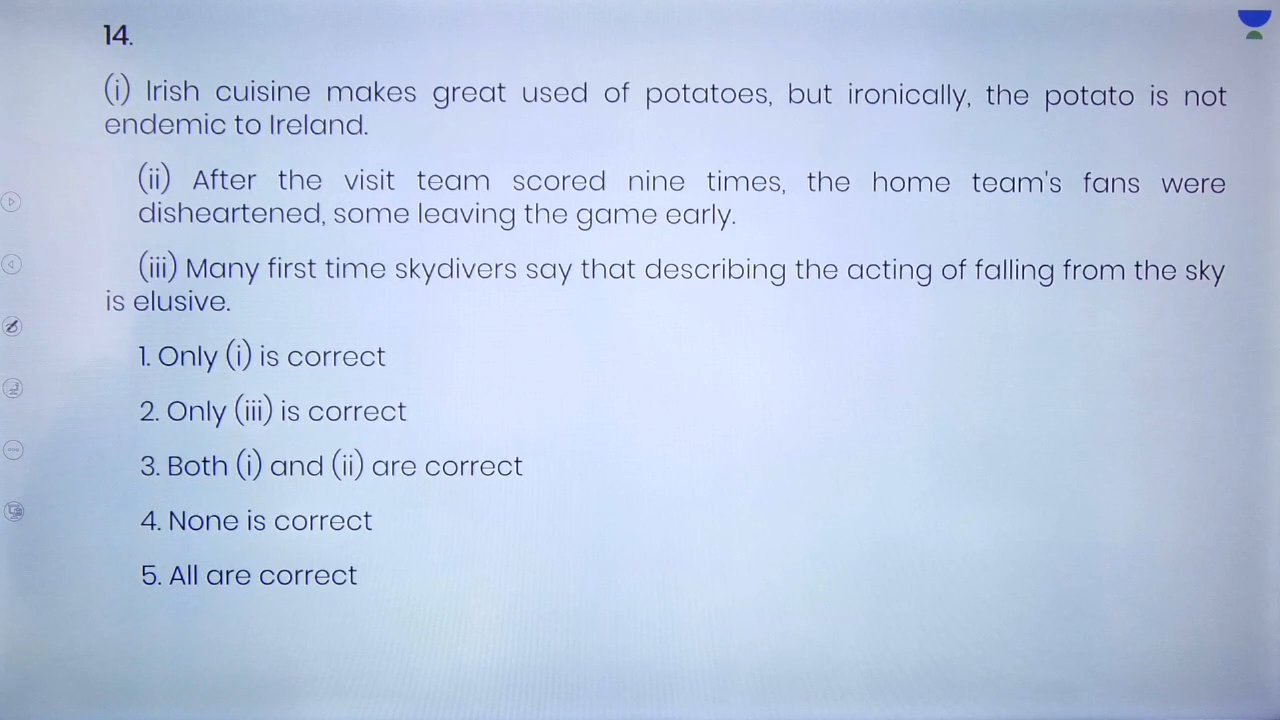 14.
(i) Irish cuisine makes great used of potatoes, but ironically, the potato is not
endemic to Ireland.
(ii) After the visit team scored nine times, the home team's fans were
disheartened, some leaving the game early.
(iii) Many first time skydivers say that describing the acting of falling from the sky
is elusive.
1. Only (i) is correct
2. Only (iii) is correct
3. Both (i) and (ii) are correct
4. None is correct
5. All are correct